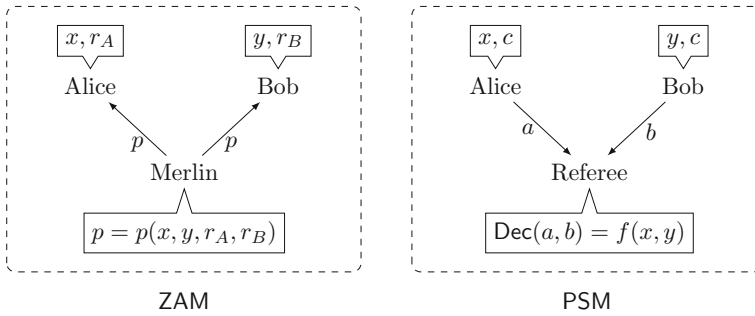 x, r_A
y, r_B
Alice
Bob
p
p
Merlin
p = p(x, y, r_A, r_B)
ZAM
x, c
y, c
Alice
Bob
a
b
Referee
Dec(a, b) = f(x, y)
PSM